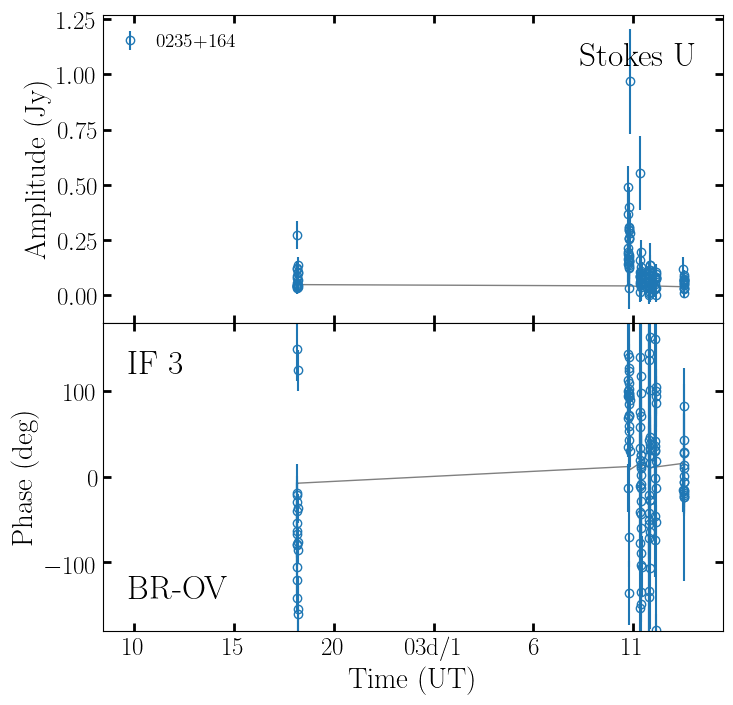 1.25
0235+164
Stokes U
1.00
0.75
0.50
0.25
0.00
Amplitude (Jy)
IF 3
100
0
−100
Phase (deg)
BR-OV
10 15 20 03d/1 6 11
Time (UT)